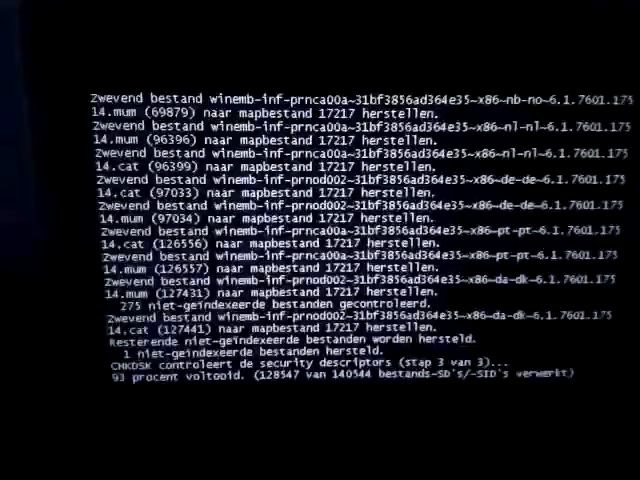 Zwevend bestand winemb-inf-prnca00a~31bf3856ad364e35~x86~nb-no~6.1.7601.175
14.mum (69879) naar mapbestand 17217 herstellen.
Zwevend bestand winemb-inf-prnca00a~31bf3856ad364e35~x86~nl-nl~6.1.7601.175
14.mum (96396) naar mapbestand 17217 herstellen.
Zwevend bestand winemb-inf-prnca00a~31bf3856ad364e35~x86~nl-nl~6.1.7601.175
14.cat (96399) naar mapbestand 17217 herstellen.
Zwevend bestand winemb-inf-prnod002~31bf3856ad364e35~x86~de-de~6.1.7601.175
14.cat (97033) naar mapbestand 17217 herstellen.
Zwevend bestand winemb-inf-prnod002~31bf3856ad364e35~x86~de-de~6.1.7601.175
14.mum (97034) naar mapbestand 17217 herstellen.
Zwevend bestand winemb-inf-prnca00a~31bf3856ad364e35~x86~pt-pt~6.1.7601.175
14.cat (126556) naar mapbestand 17217 herstellen.
Zwevend bestand winemb-inf-prnca00a~31bf3856ad364e35~x86~pt-pt~6.1.7601.175
14.mum (126557) naar mapbestand 17217 herstellen.
Zwevend bestand winemb-inf-prnod002~31bf3856ad364e35~x86~da-dk~6.1.7601.175
14.mum (127431) naar mapbestand 17217 herstellen.
275 niet-geïndexeerde bestanden gecontroleerd.
Zwevend bestand winemb-inf-prnod002~31bf3856ad364e35~x86~da-dk~6.1.7601.175
14.cat (127441) naar mapbestand 17217 herstellen.
Resterende niet-geïndexeerde bestanden worden hersteld.
1 niet-geïndexeerde bestanden hersteld.
CHKDSK controleert de security descriptors (stap 3 van 3)...
93 procent voltooid. (128547 van 140544 bestands-SD's/-SID's verwerkt)